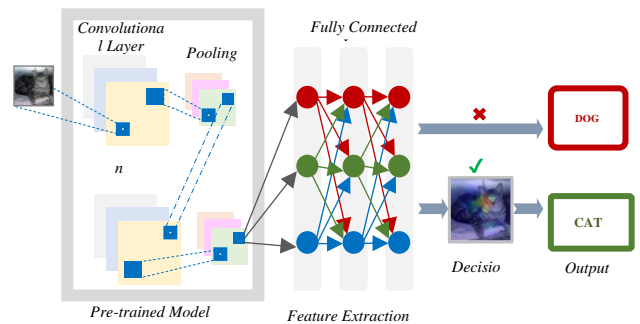 Convolutiona
l Layer
Pooling
Fully Connected
n
DOG
CAT
Decisio
Output
Pre-trained Model
Feature Extraction